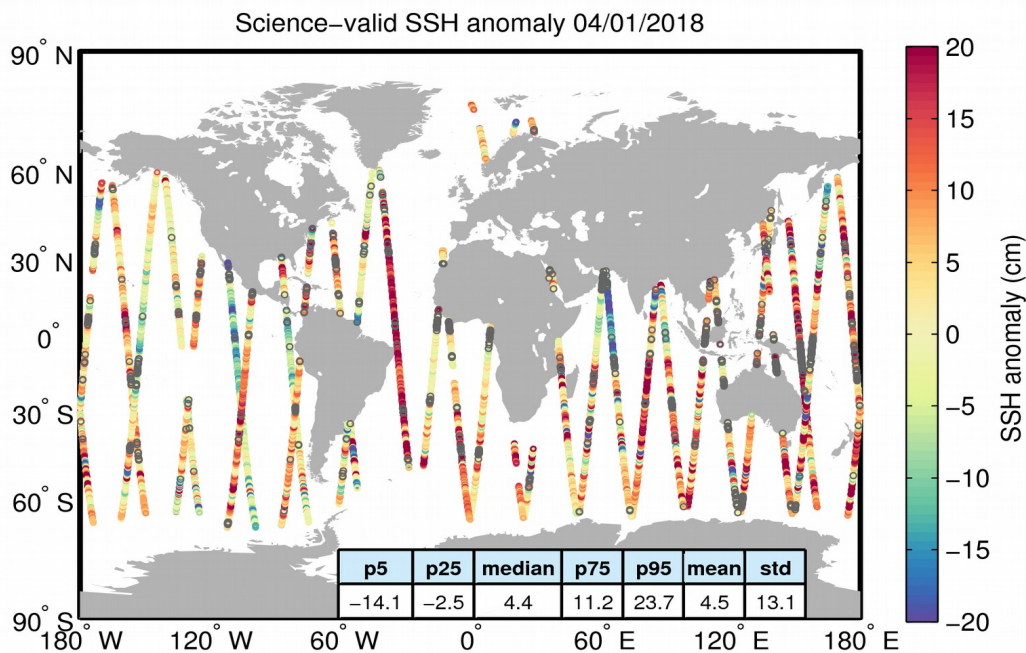 Science−valid SSH anomaly 04/01/2018
90° N
60° N
30° N
0°
30° S
60° S
90° S
180° W 120° W 60° W 0° 60° E 120° E 180° E
p5 p25 median p75 p95 mean std
−14.1 −2.5 4.4 11.2 23.7 4.5 13.1
20
15
10
5
0
−5
−10
−15
−20
SSH anomaly (cm)